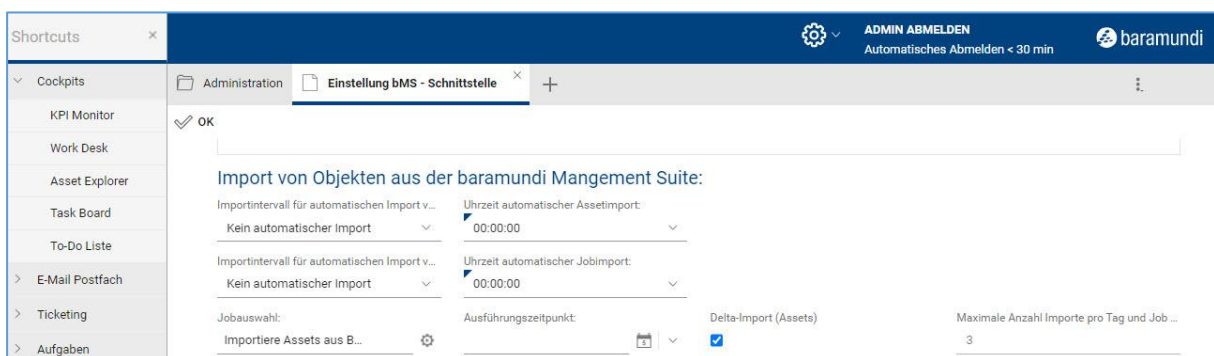 Shortcuts ×
ADMIN ABMELDEN
Automatisches Abmelden < 30 min
baramundi
Cockpits
KPI Monitor
Work Desk
Asset Explorer
Task Board
To-Do Liste
E-Mail Postfach
Ticketing
Aufgaben
Administration
Einstellung bMS - Schnittstelle ×
+
OK
Import von Objekten aus der baramundi Mangement Suite:
Importintervall für automatischen Import v...
Uhrzeit automatischer Assetimport:
Kein automatischer Import
00:00:00
Importintervall für automatischen Import v...
Uhrzeit automatischer Jobimport:
Kein automatischer Import
00:00:00
Jobauswahl:
Ausführungszeitpunkt:
Delta-Import (Assets)
Maximale Anzahl Importe pro Tag und Job ...
Importiere Assets aus B...
5
3